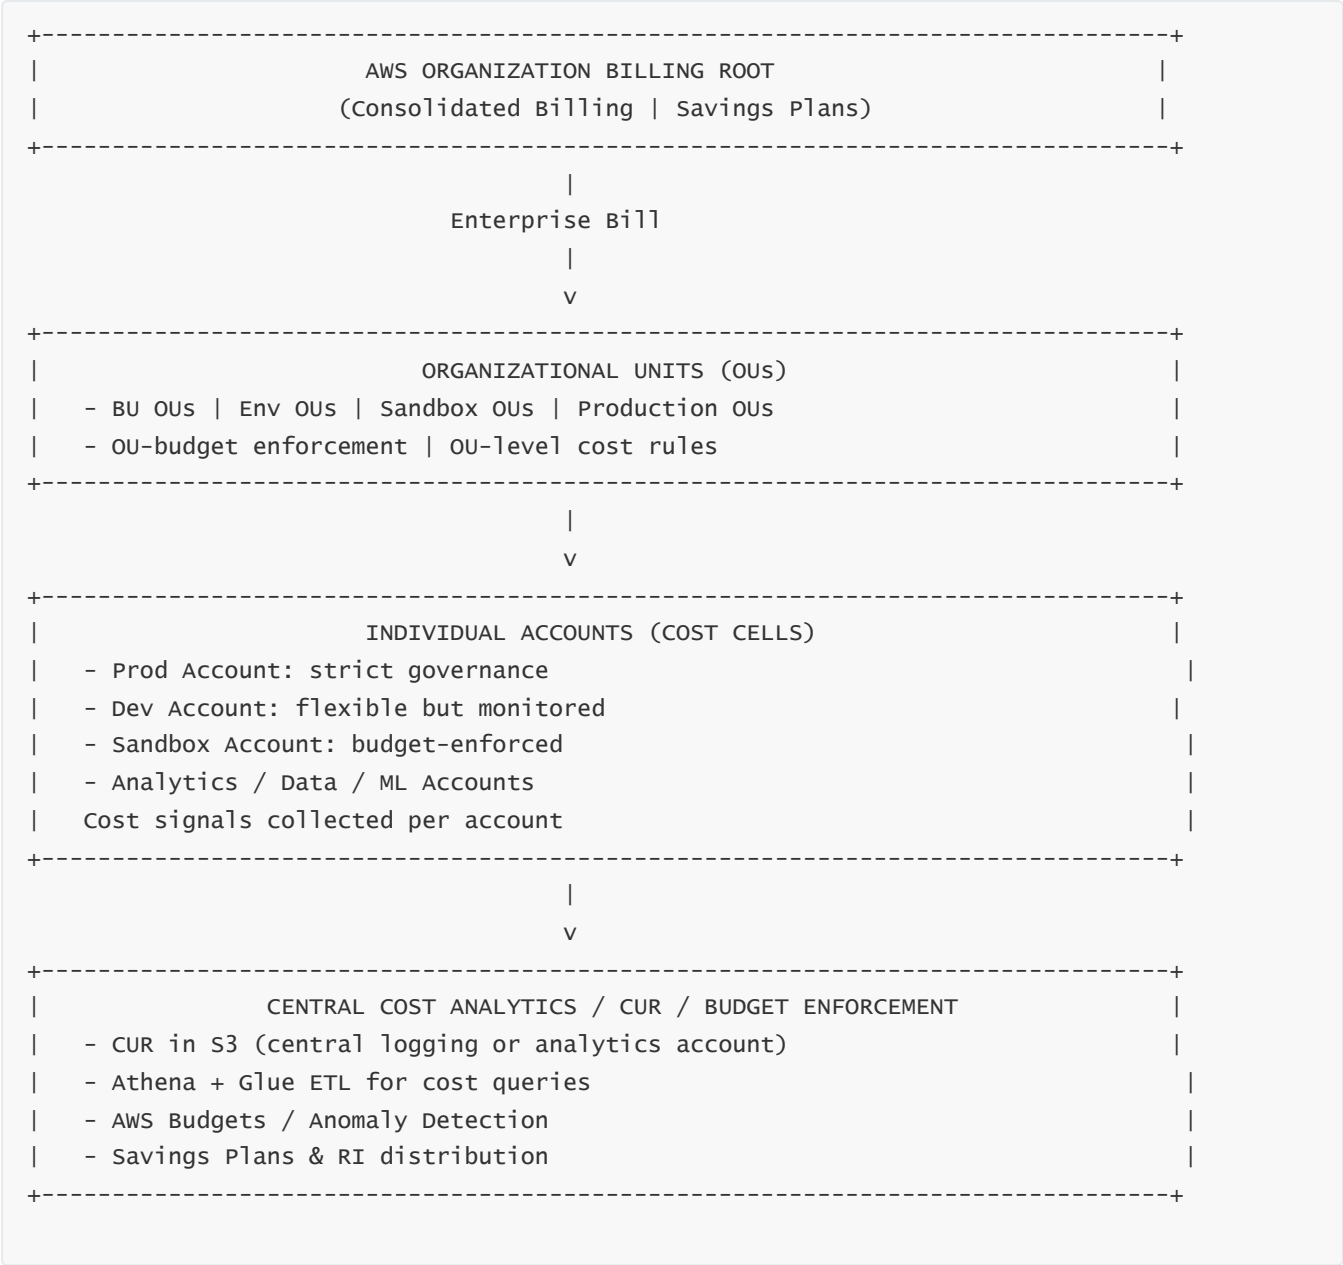 +--------------------------------------------------------------------------------+
|                       AWS ORGANIZATION BILLING ROOT                           |
|                     (Consolidated Billing | Savings Plans)                    |
+--------------------------------------------------------------------------------+
                                      |
                              Enterprise Bill
                                      |
                                      v
+--------------------------------------------------------------------------------+
|                           ORGANIZATIONAL UNITS (OUs)                           |
|   - BU OUs | Env OUs | Sandbox OUs | Production OUs                            |
|   - OU-budget enforcement | OU-level cost rules                                |
+--------------------------------------------------------------------------------+
                                      |
                                      v
+--------------------------------------------------------------------------------+
|                       INDIVIDUAL ACCOUNTS (COST CELLS)                         |
|   - Prod Account: strict governance                                             |
|   - Dev Account: flexible but monitored                                        |
|   - Sandbox Account: budget-enforced                                            |
|   - Analytics / Data / ML Accounts                                              |
|   Cost signals collected per account                                            |
+--------------------------------------------------------------------------------+
                                      |
                                      v
+--------------------------------------------------------------------------------+
|                CENTRAL COST ANALYTICS / CUR / BUDGET ENFORCEMENT               |
|   - CUR in S3 (central logging or analytics account)                           |
|   - Athena + Glue ETL for cost queries                                          |
|   - AWS Budgets / Anomaly Detection                                             |
|   - Savings Plans & RI distribution                                             |
+--------------------------------------------------------------------------------+